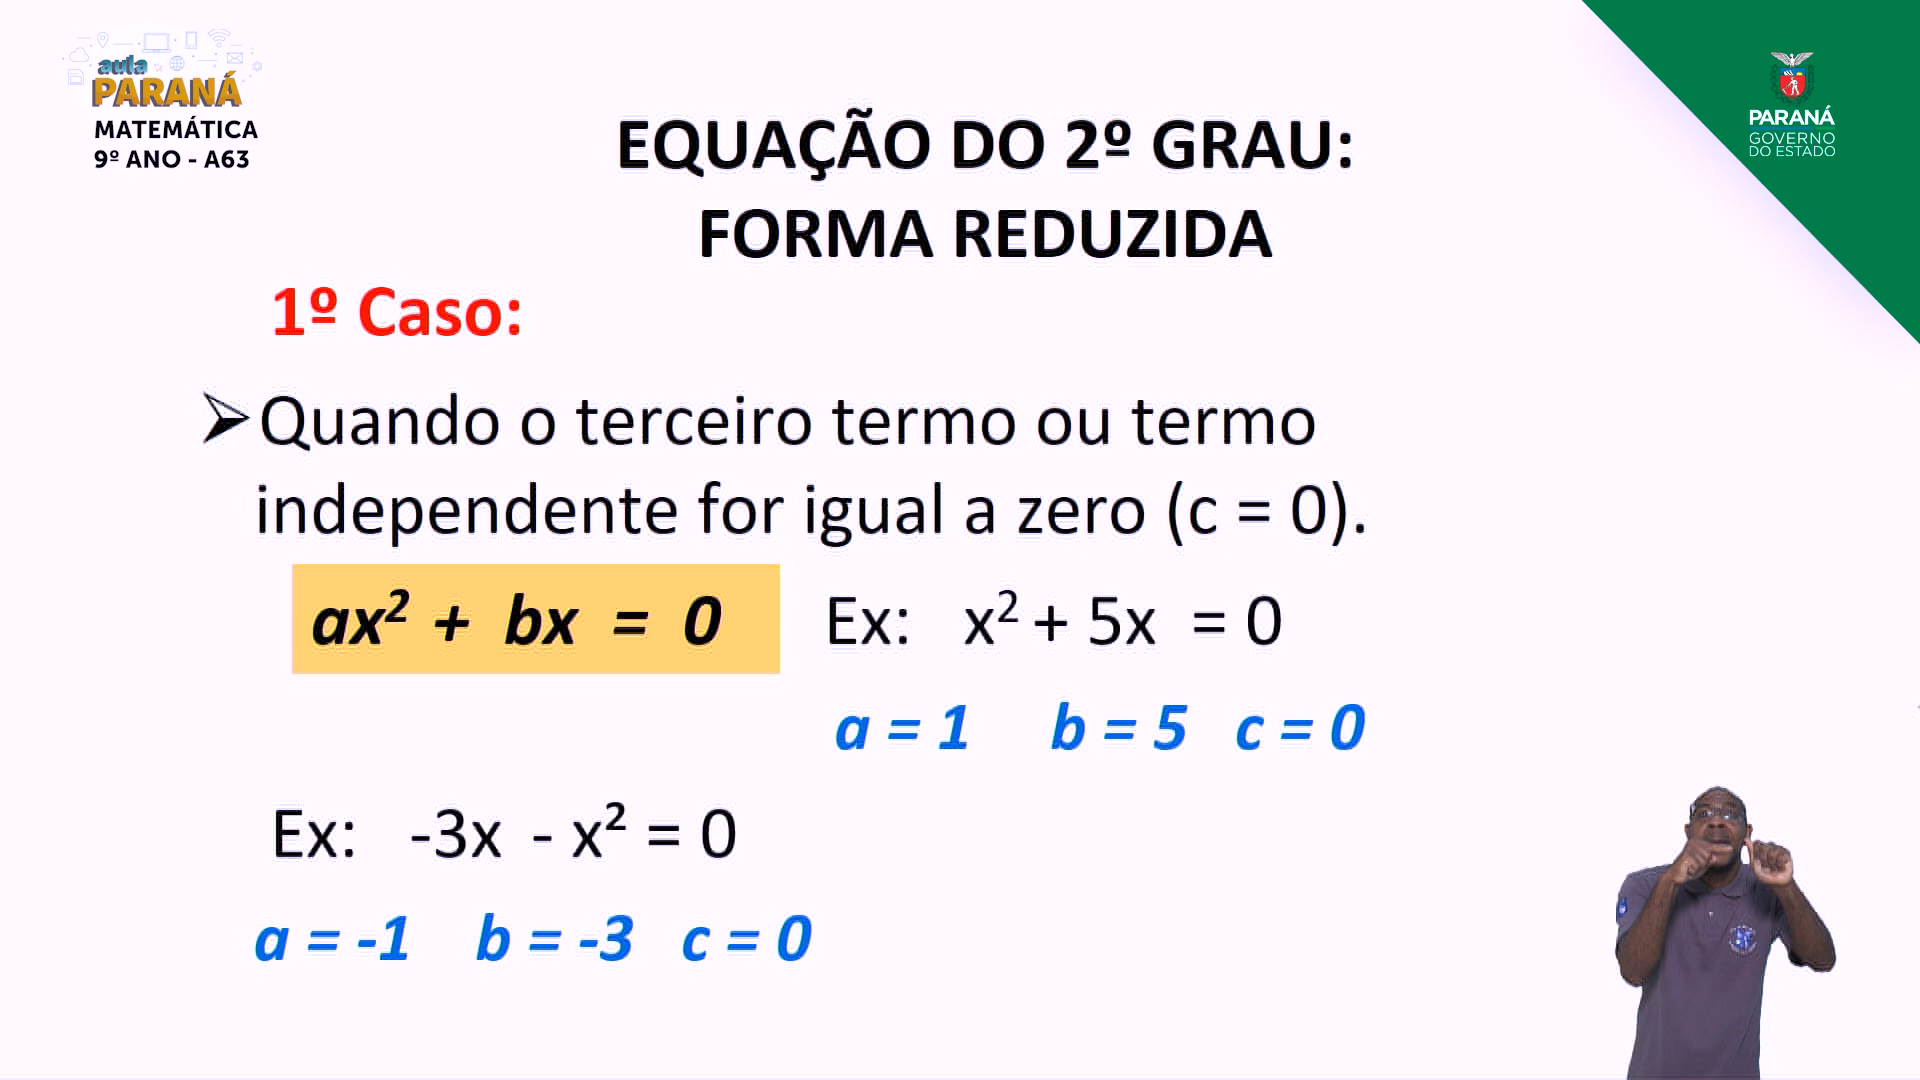 aula
PARANÁ
MATEMÁTICA
9º ANO - A63
PARANÁ
GOVERNO
DO ESTADO
EQUAÇÃO DO 2º GRAU:
FORMA REDUZIDA
1º Caso:
➢Quando o terceiro termo ou termo
independente for igual a zero (c = 0).
ax² + bx = 0 Ex: x² + 5x = 0
a = 1 b = 5 c = 0
Ex: -3x - x² = 0
a = -1 b = -3 c = 0